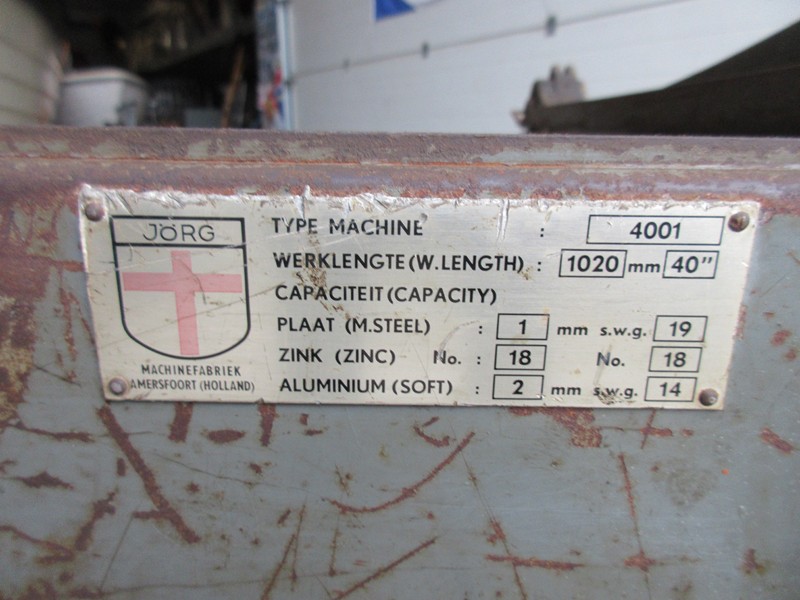 JÖRG
MACHINEFABRIEK
AMERSFOORT (HOLLAND)
TYPE MACHINE : 4001
WERKLENGTE (W.LENGTH) : 1020 mm 40"
CAPACITEIT (CAPACITY)
PLAAT (M.STEEL) : 1 mm s.w.g. 19
ZINK (ZINC) No. : 18 No. 18
ALUMINIUM (SOFT) : 2 mm s.w.g. 14